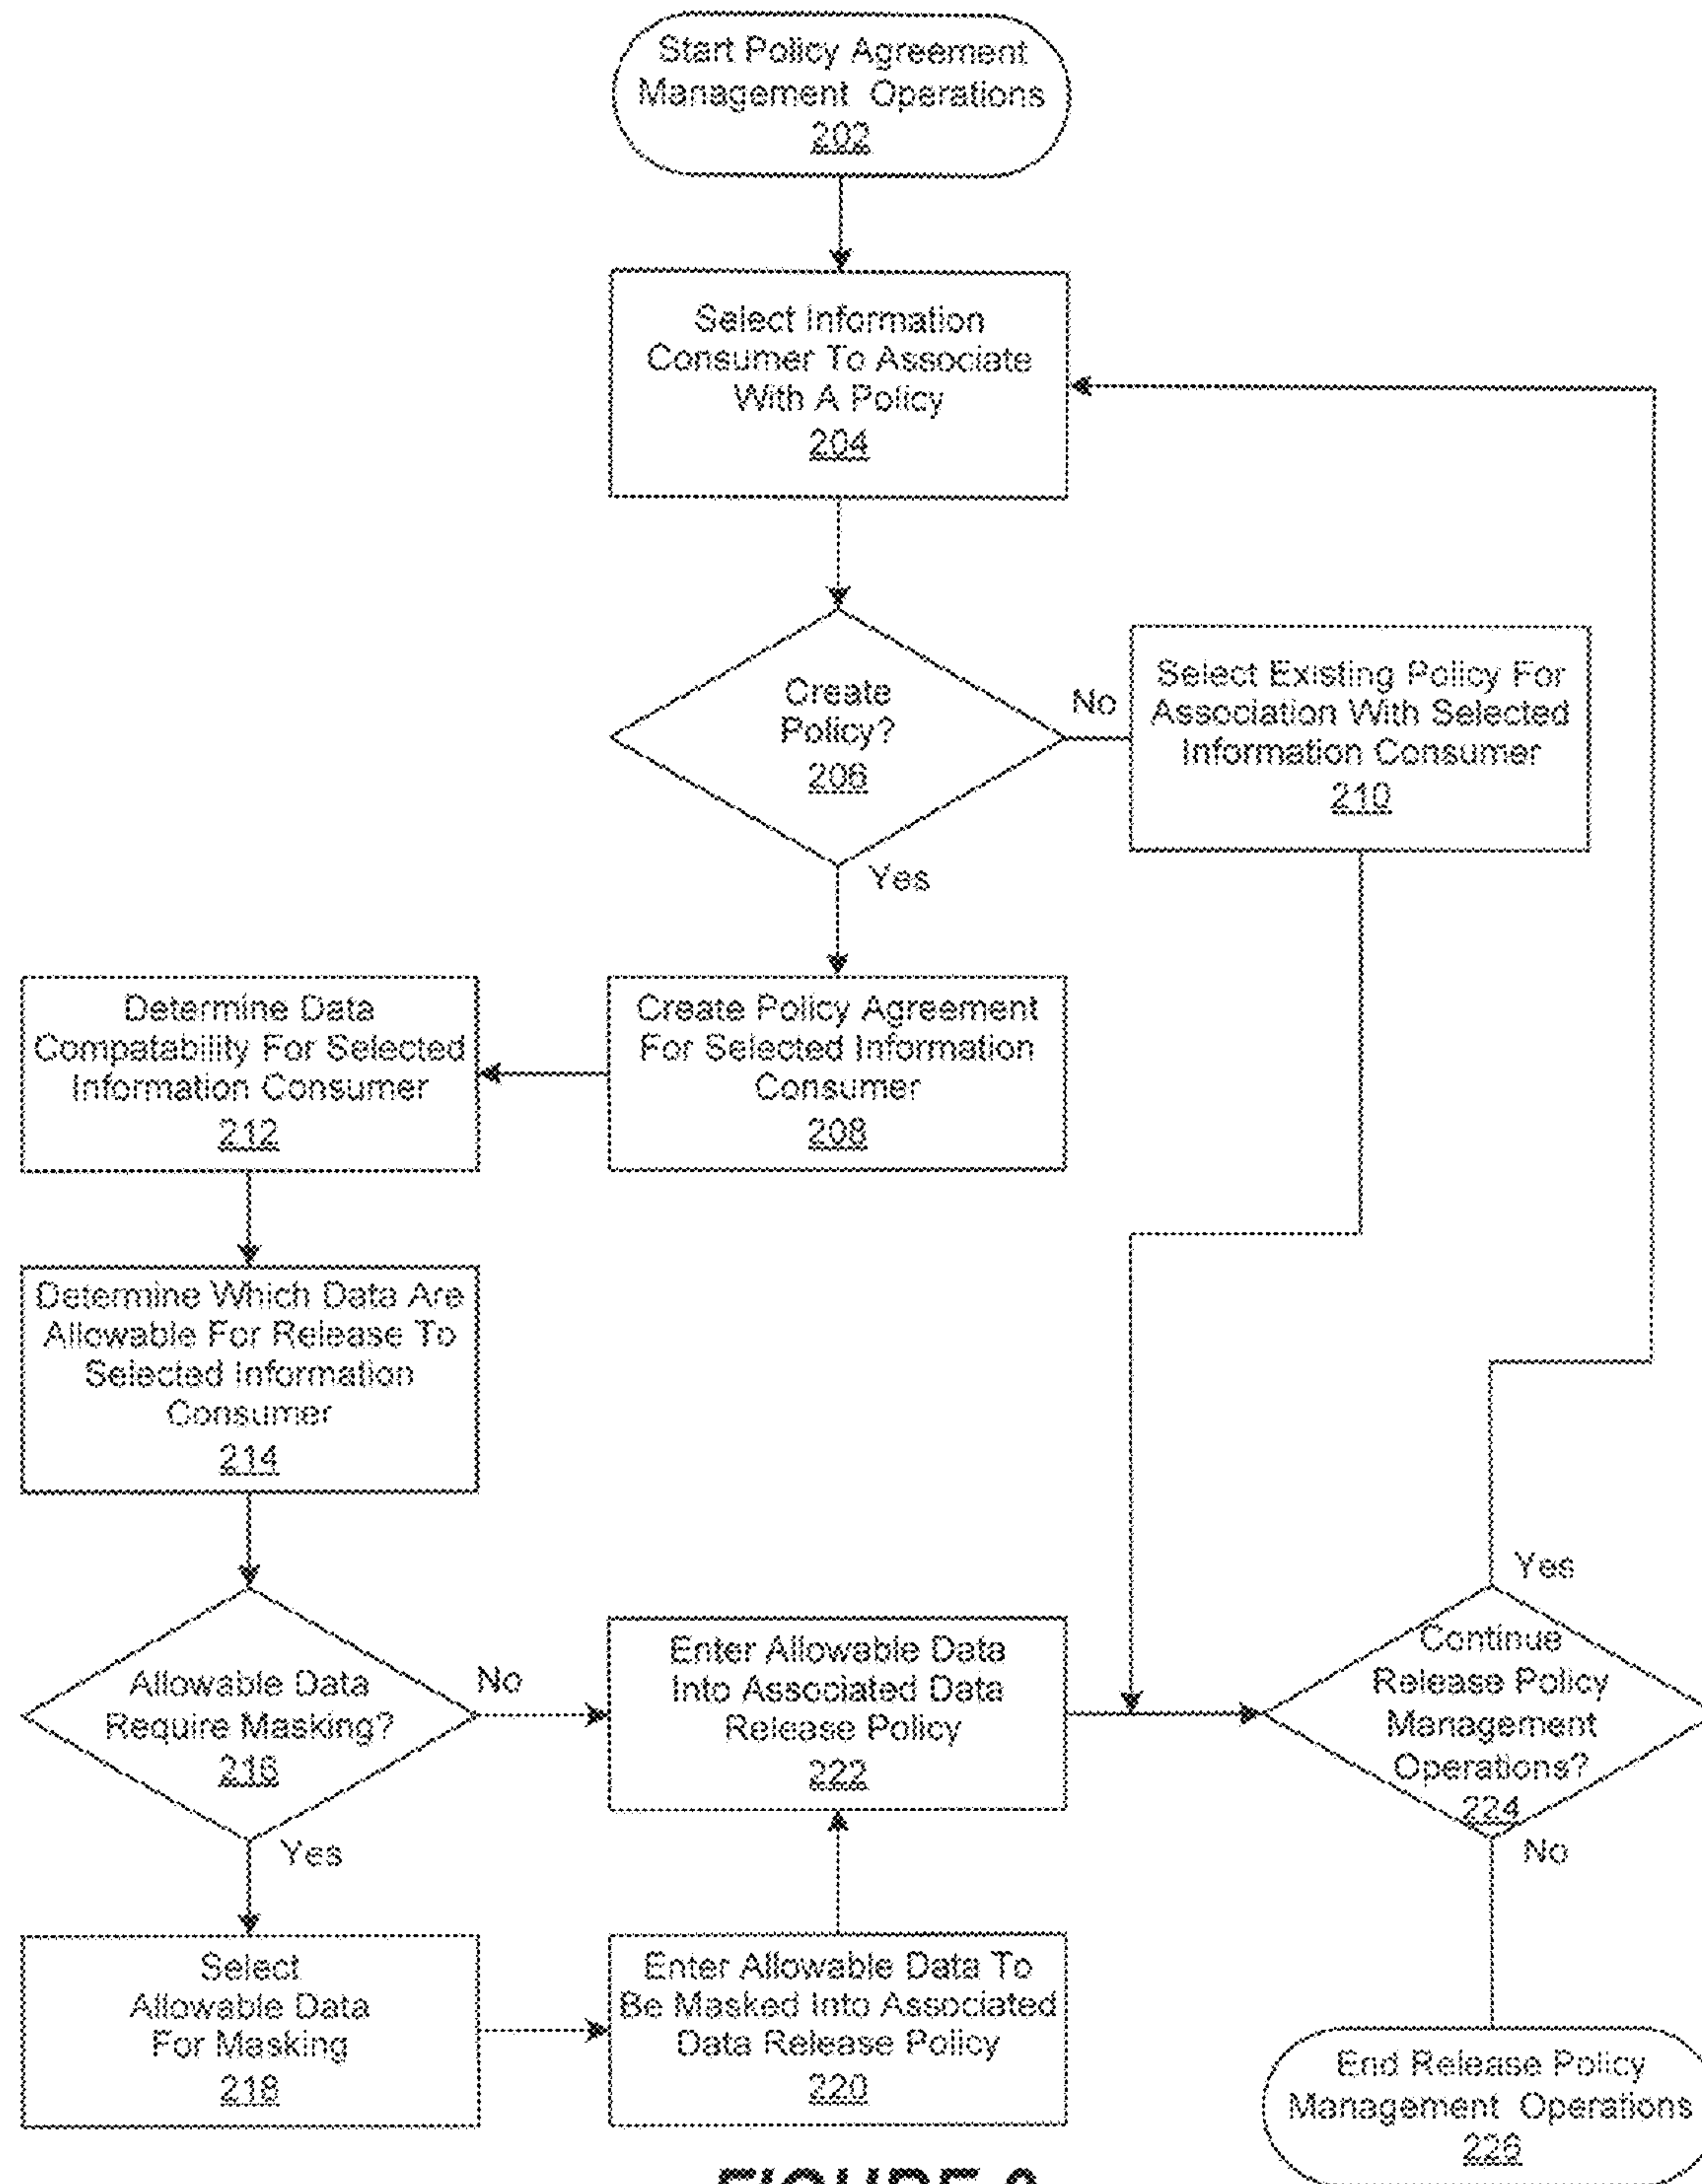 Start Policy Agreement
Management Operations
202
Select Information
Consumer To Associate
With A Policy
204
Create
Policy?
206
No
Select Existing Policy For
Association With Selected
Information Consumer
210
Yes
Determine Data
Compatability For Selected
Information Consumer
212
Create Policy Agreement
For Selected Information
Consumer
208
Determine Which Data Are
Allowable For Release To
Selected Information
Consumer
214
Allowable Data
Require Masking?
216
No
Enter Allowable Data
Into Associated Data
Release Policy
222
Yes
Continue
Release Policy
Management
Operations?
224
Yes
No
Select
Allowable Data
For Masking
218
Enter Allowable Data To
Be Masked Into Associated
Data Release Policy
220
End Release Policy
Management Operations
226
FIGURE